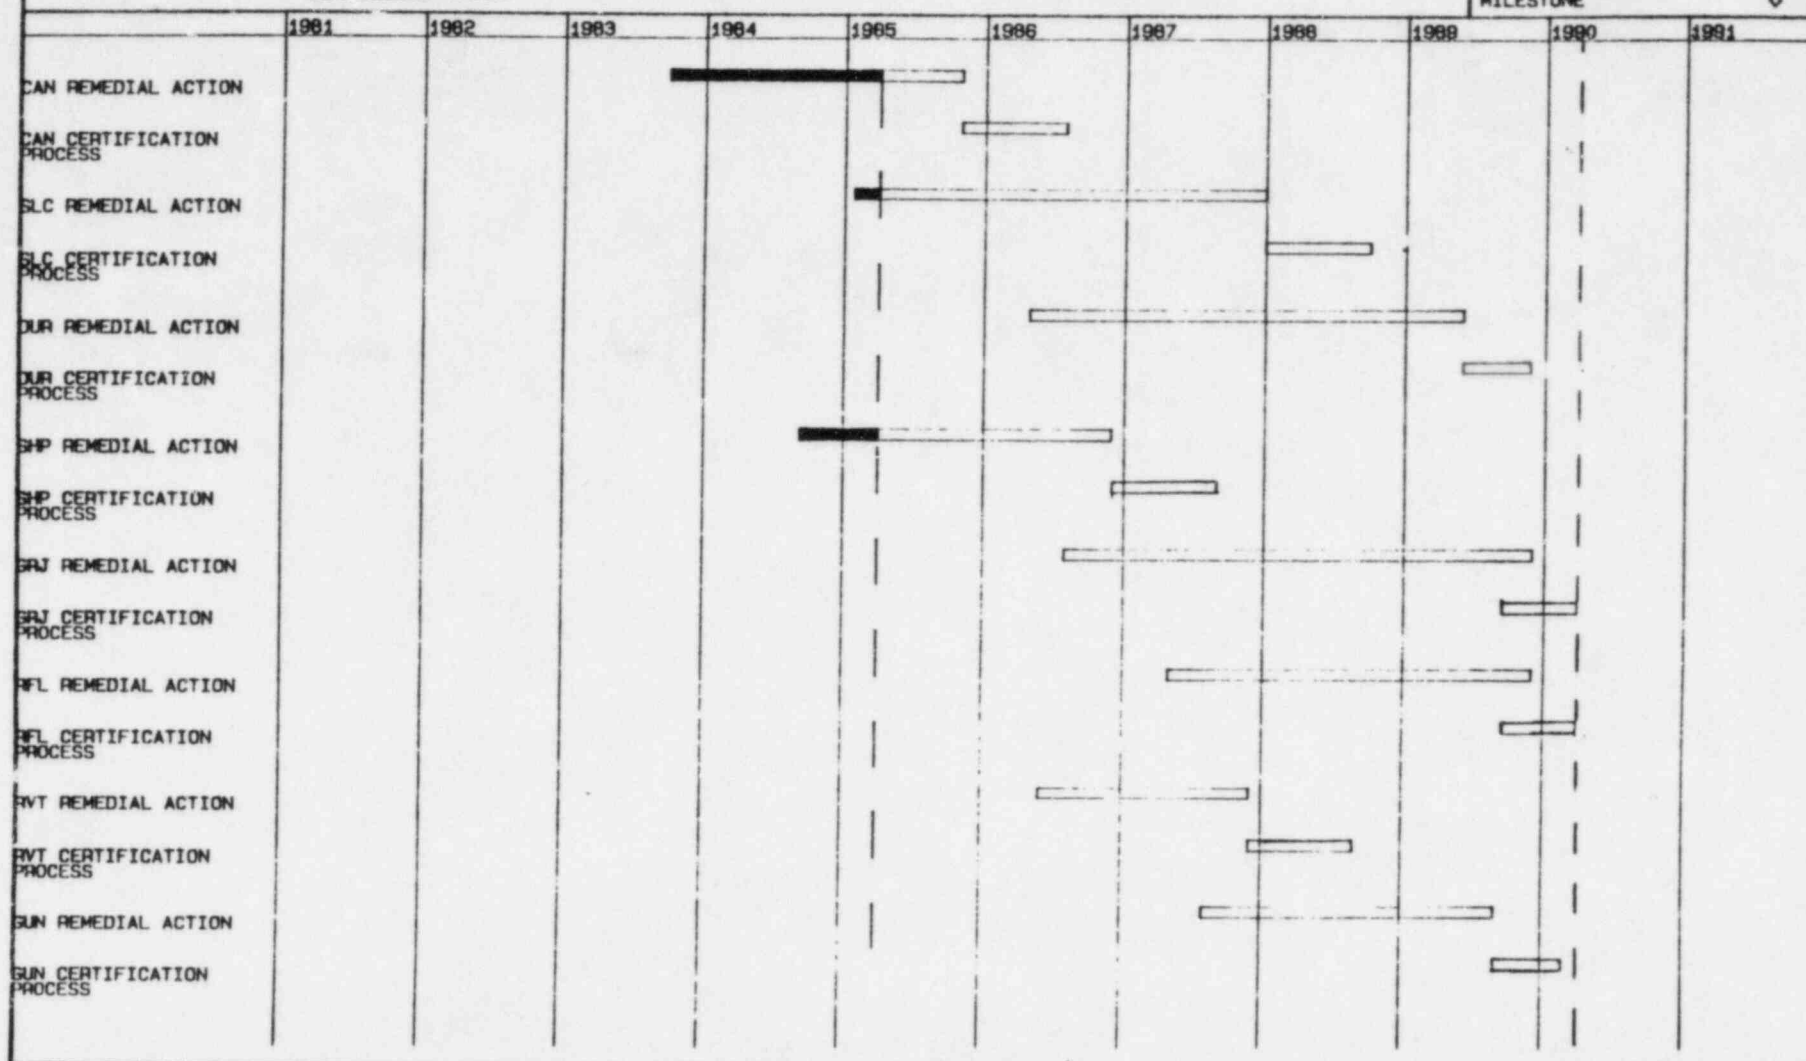 MILESTONE
1981 1982 1983 1984 1985 1986 1987 1988 1989 1990 1991
CAN REMEDIAL ACTION
CAN CERTIFICATION
PROCESS
SLC REMEDIAL ACTION
SLC CERTIFICATION
PROCESS
DUR REMEDIAL ACTION
DUR CERTIFICATION
PROCESS
SHP REMEDIAL ACTION
SHP CERTIFICATION
PROCESS
GRJ REMEDIAL ACTION
GRJ CERTIFICATION
PROCESS
RFL REMEDIAL ACTION
RFL CERTIFICATION
PROCESS
RVT REMEDIAL ACTION
RVT CERTIFICATION
PROCESS
GUN REMEDIAL ACTION
GUN CERTIFICATION
PROCESS